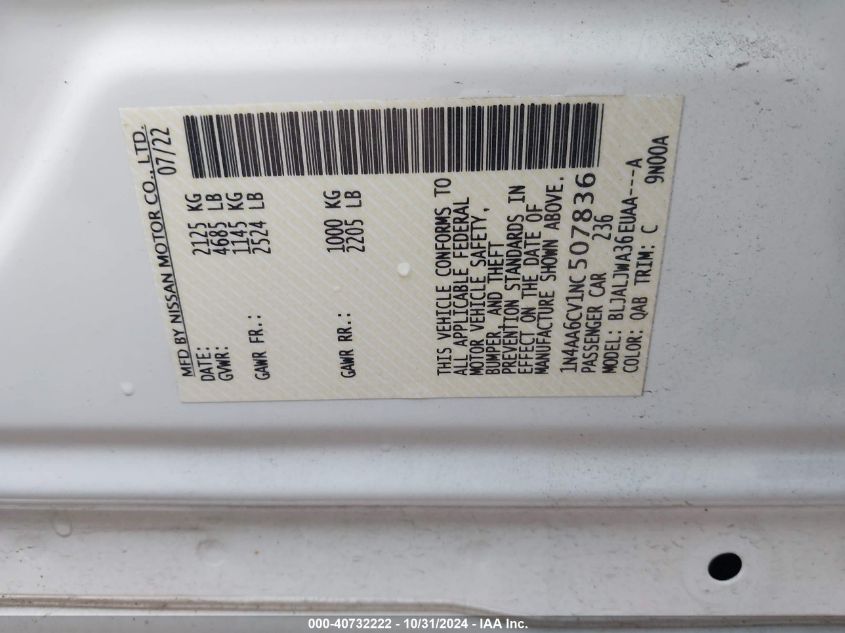 MFD BY NISSAN MOTOR CO., LTD.
DATE: 07/22
GVWR: 2125 KG
4685 LB
GAWR FR.: 1145 KG
2524 LB
GAWR RR.: 1000 KG
2205 LB
THIS VEHICLE CONFORMS TO
ALL APPLICABLE FEDERAL
MOTOR VEHICLE SAFETY,
BUMPER, AND THEFT
PREVENTION STANDARDS IN
EFFECT ON THE DATE OF
MANUFACTURE SHOWN ABOVE.
1N4AA6CV1NC507836
PASSENGER CAR 236
MODEL: BLJALJWA36EUAA---A
COLOR: QAB TRIM: C 9N00A
000-40732222 - 10/31/2024 - IAA Inc.